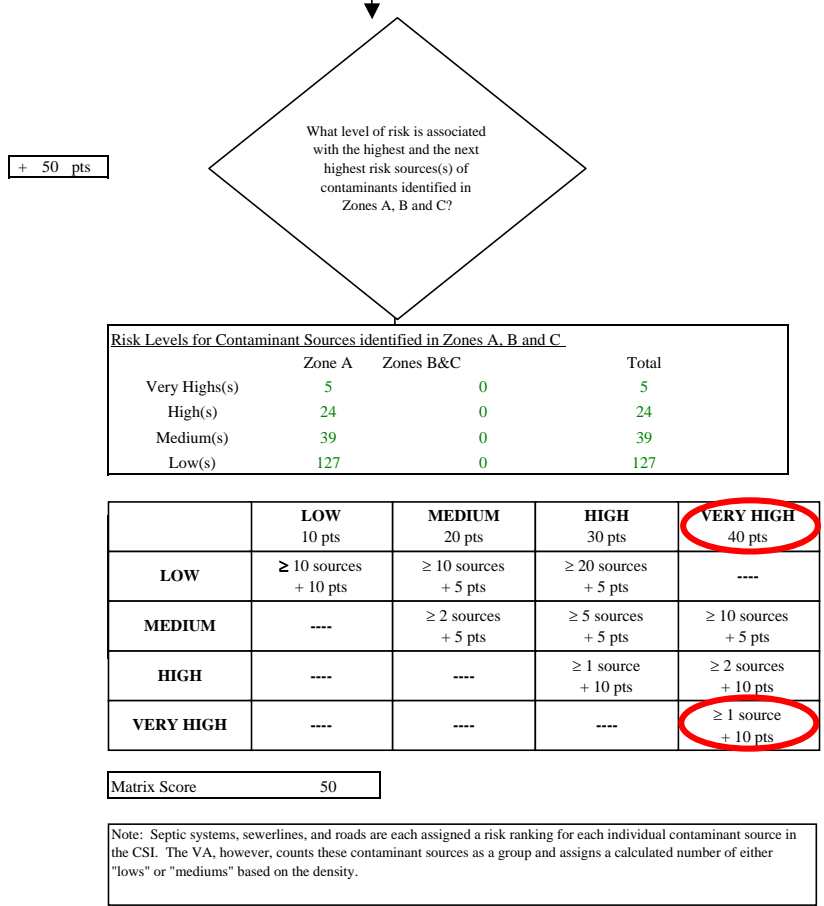 What level of risk is associated
with the highest and the next
highest risk sources(s) of
contaminants identified in
Zones A, B and C?
+ 50 pts
Risk Levels for Contaminant Sources identified in Zones A, B and C
Zone A Zones B&C Total
Very Highs(s) 5 0 5
High(s) 24 0 24
Medium(s) 39 0 39
Low(s) 127 0 127
LOW MEDIUM HIGH VERY HIGH
10 pts 20 pts 30 pts 40 pts
LOW ≥ 10 sources ≥ 10 sources ≥ 20 sources ----
+ 10 pts + 5 pts + 5 pts
MEDIUM ---- ≥ 2 sources ≥ 5 sources ≥ 10 sources
+ 5 pts + 5 pts + 5 pts
HIGH ---- ---- ≥ 1 source ≥ 2 sources
+ 10 pts + 10 pts
VERY HIGH ---- ---- ---- ≥ 1 source
+ 10 pts
Matrix Score 50
Note: Septic systems, sewerlines, and roads are each assigned a risk ranking for each individual contaminant source in
the CSI. The VA, however, counts these contaminant sources as a group and assigns a calculated number of either
"lows" or "mediums" based on the density.